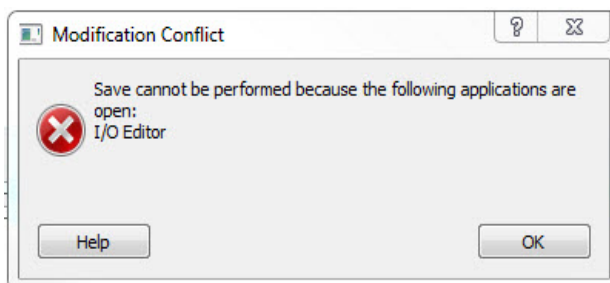 Modification Conflict
Save cannot be performed because the following applications are
open:
I/O Editor
Help
OK